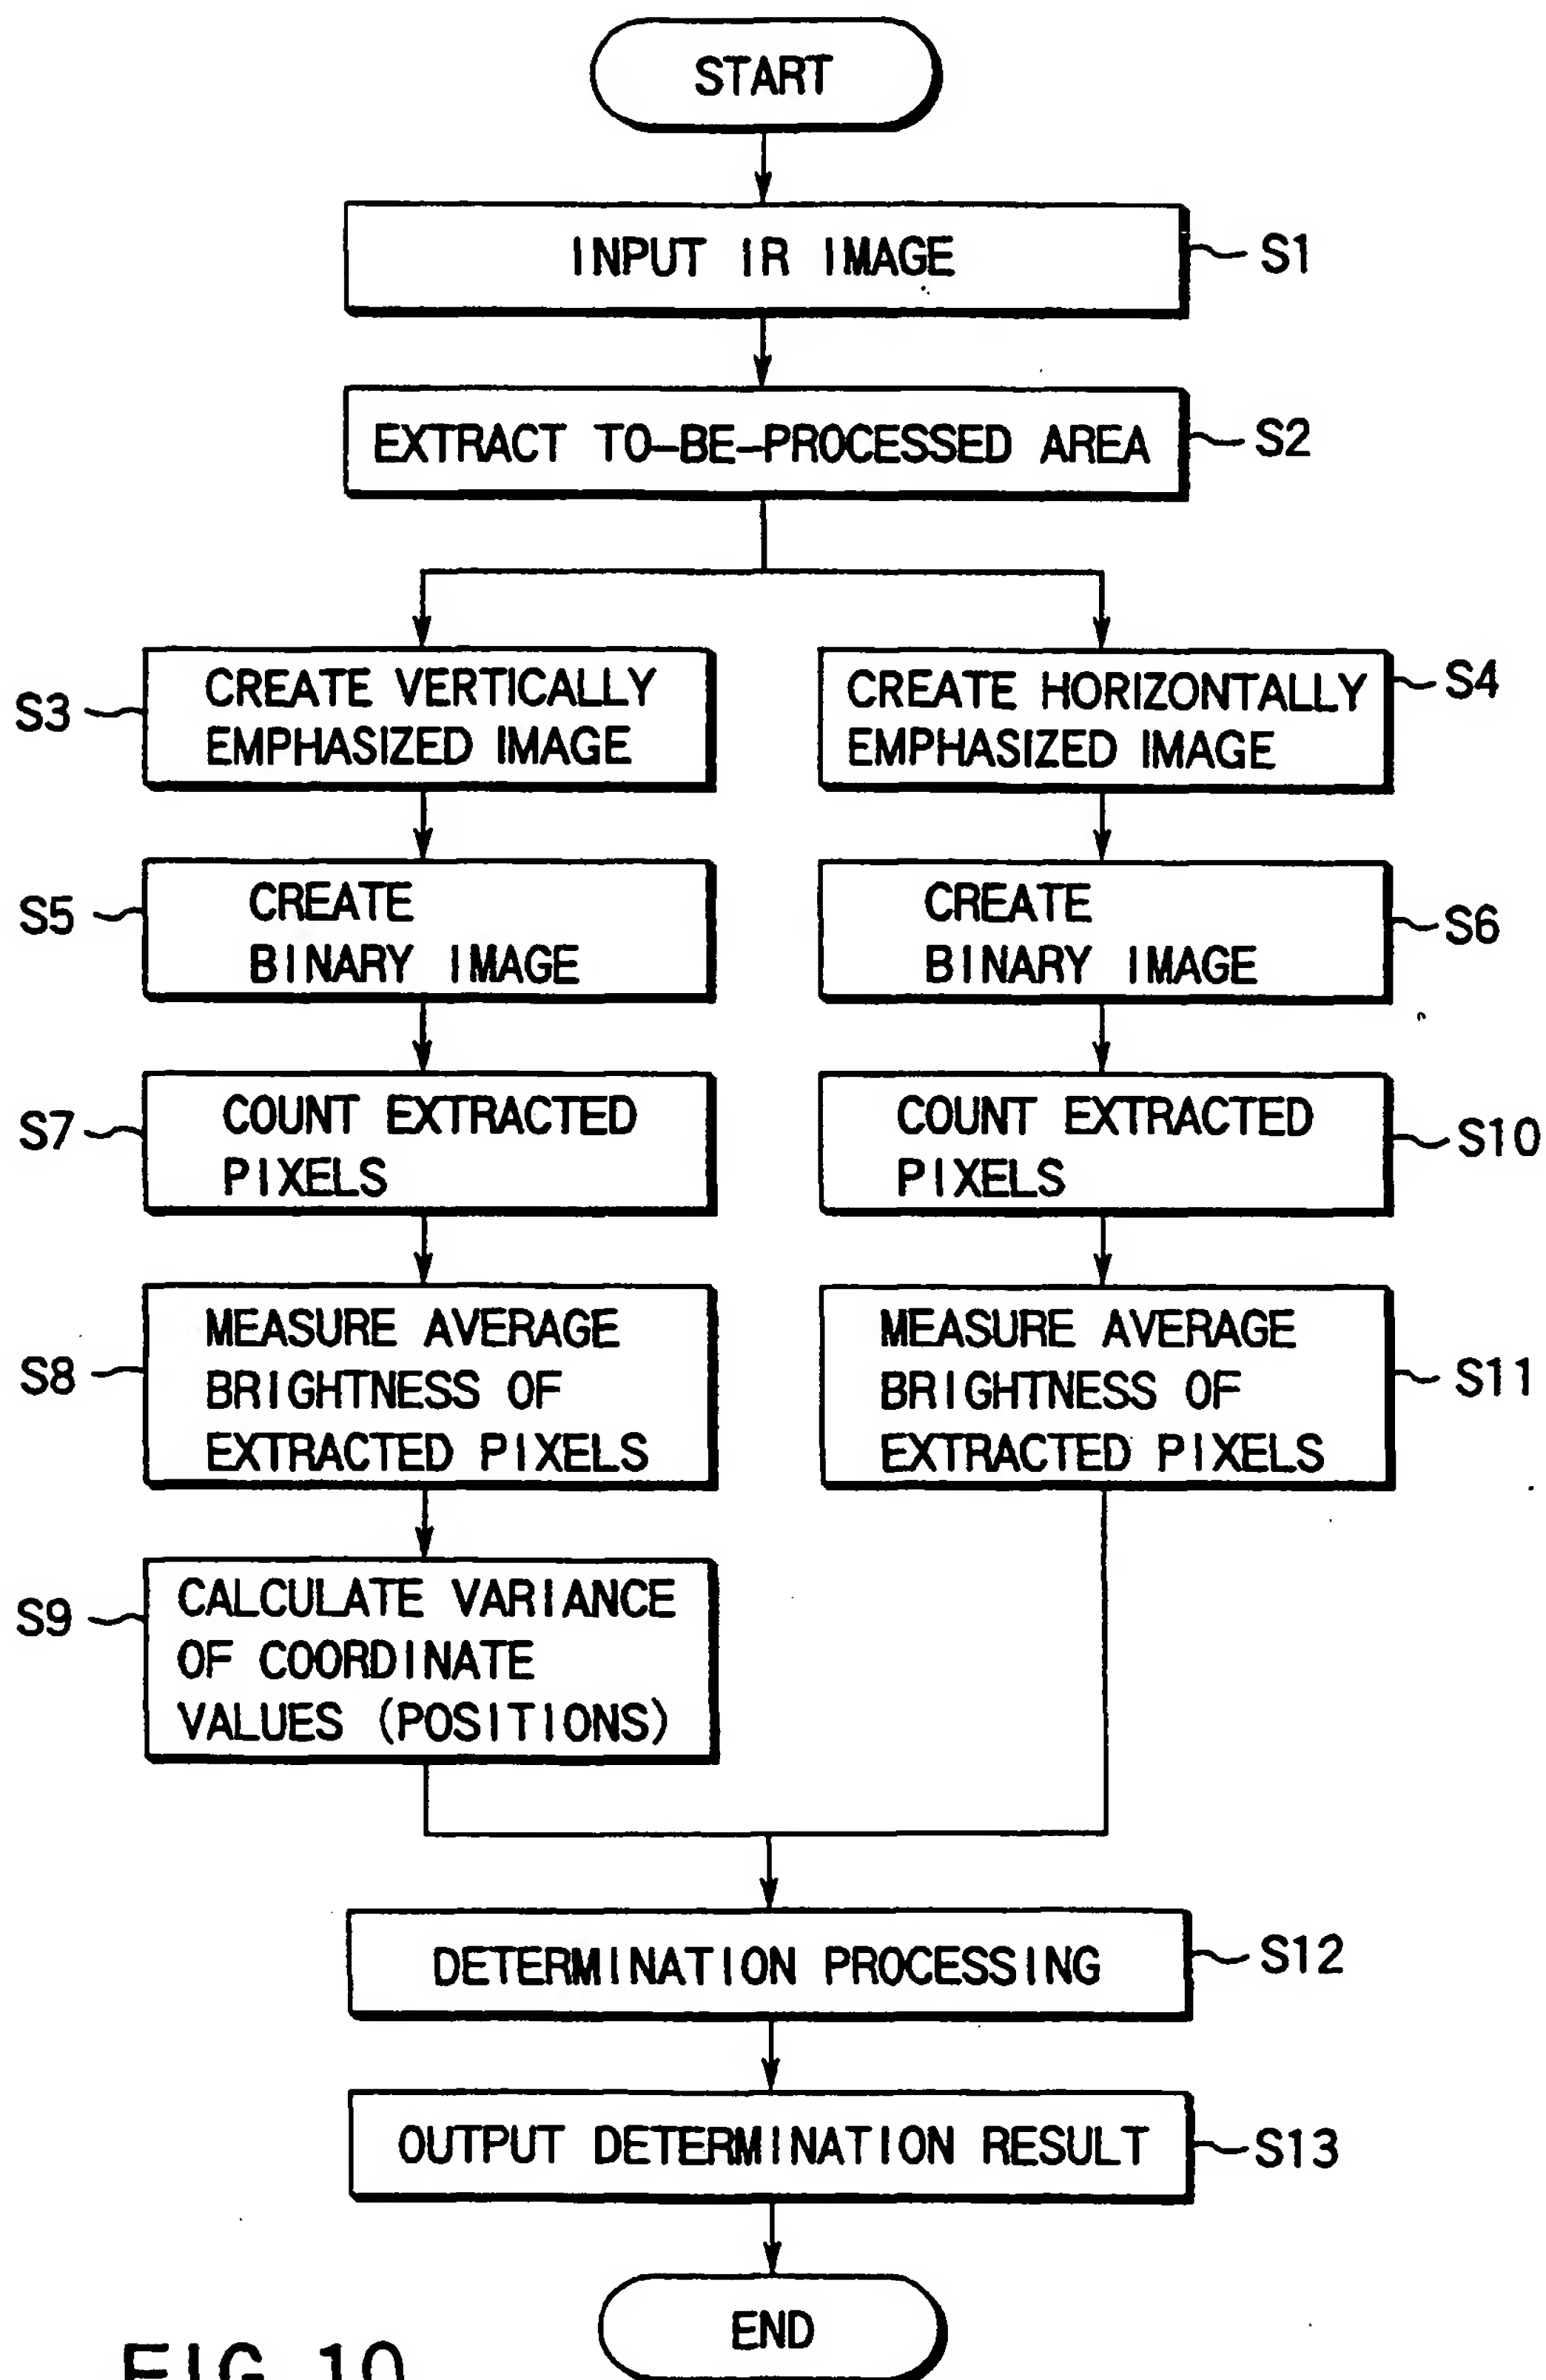 START
INPUT IR IMAGE
S1
EXTRACT TO-BE-PROCESSED AREA
S2
S3
CREATE VERTICALLY
EMPHASIZED IMAGE
CREATE HORIZONTALLY
EMPHASIZED IMAGE
S4
S5
CREATE
BINARY IMAGE
CREATE
BINARY IMAGE
S6
S7
COUNT EXTRACTED
PIXELS
COUNT EXTRACTED
PIXELS
S10
S8
MEASURE AVERAGE
BRIGHTNESS OF
EXTRACTED PIXELS
MEASURE AVERAGE
BRIGHTNESS OF
EXTRACTED PIXELS
S11
S9
CALCULATE VARIANCE
OF COORDINATE
VALUES (POSITIONS)
DETERMINATION PROCESSING
S12
OUTPUT DETERMINATION RESULT
S13
END
FIG. 10